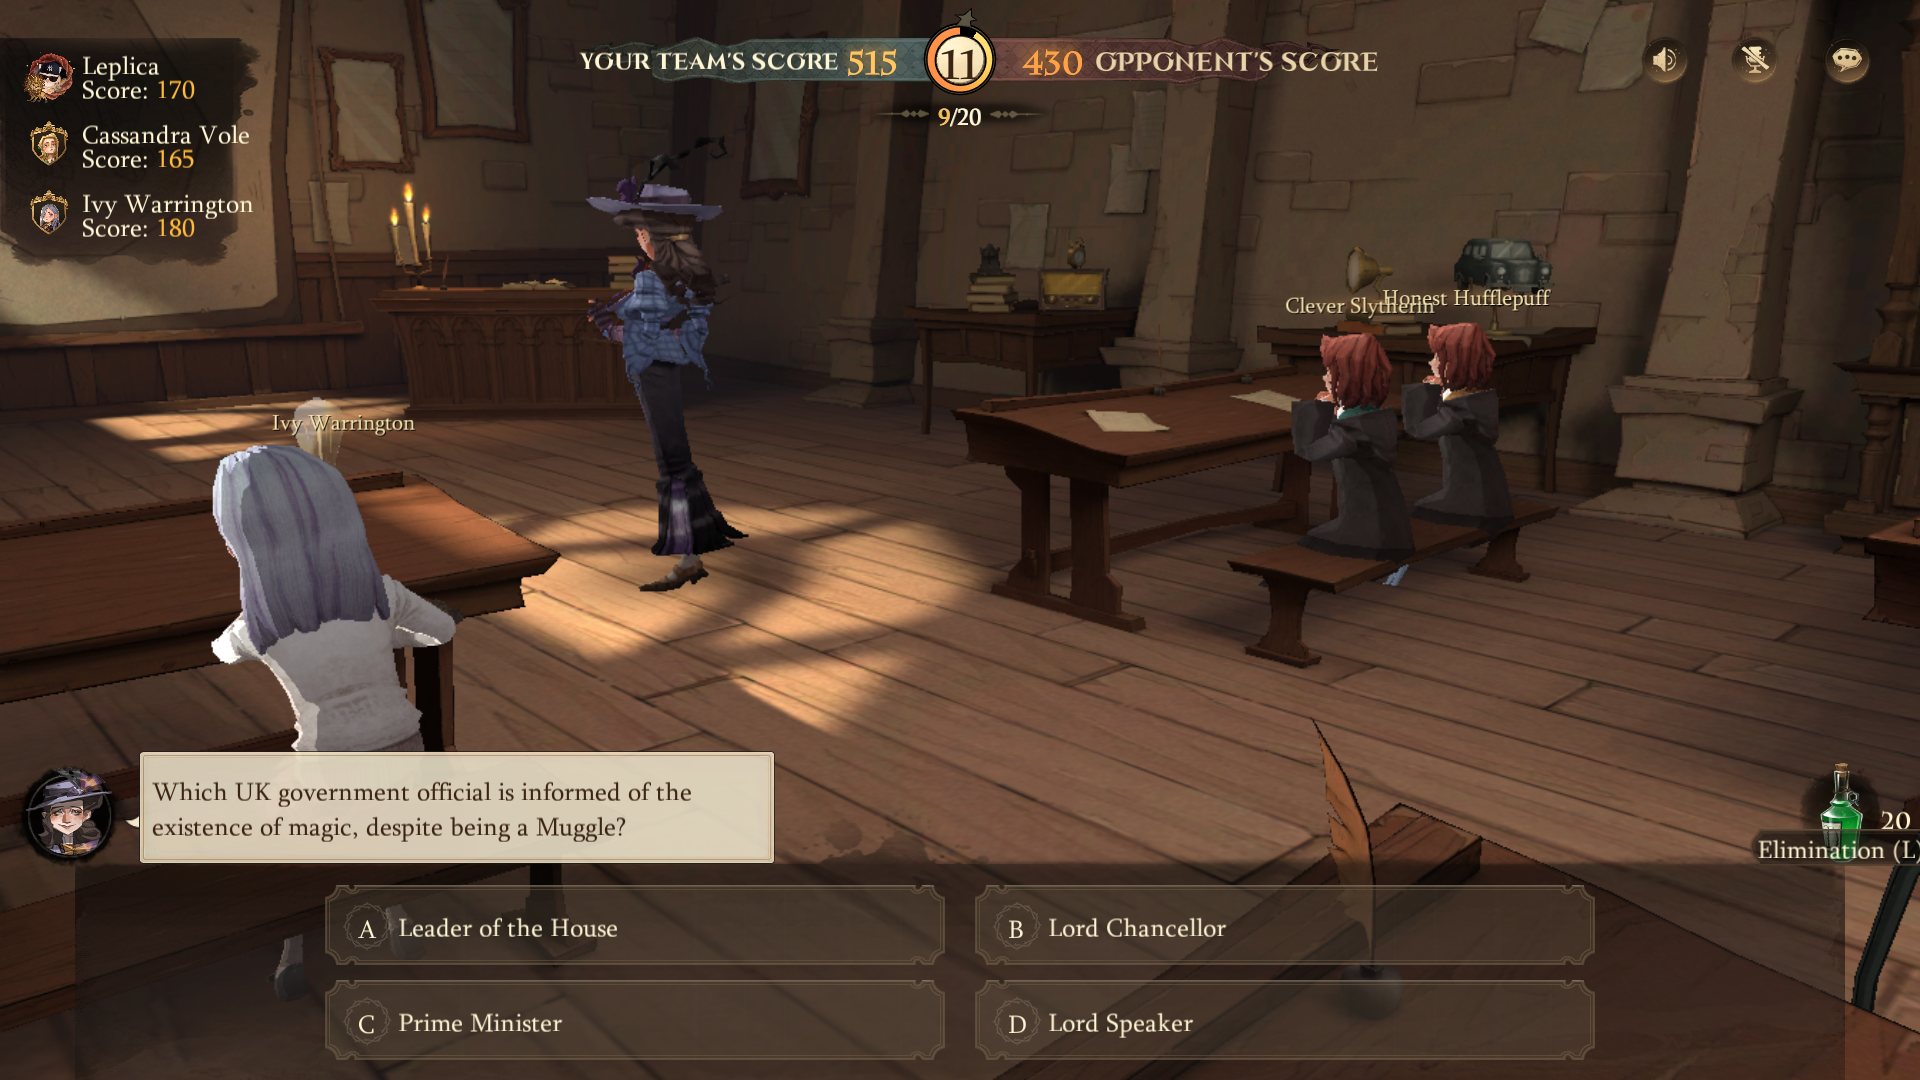 Leplica
Score: 170
Cassandra Vole
Score: 165
Ivy Warrington
Score: 180
YOUR TEAM'S SCORE 515 11 430 OPPONENT'S SCORE
9/20
Clever Slytherin
Honest Hufflepuff
Ivy Warrington
Which UK government official is informed of the
existence of magic, despite being a Muggle?
20
Elimination (L)
A Leader of the House
B Lord Chancellor
C Prime Minister
D Lord Speaker